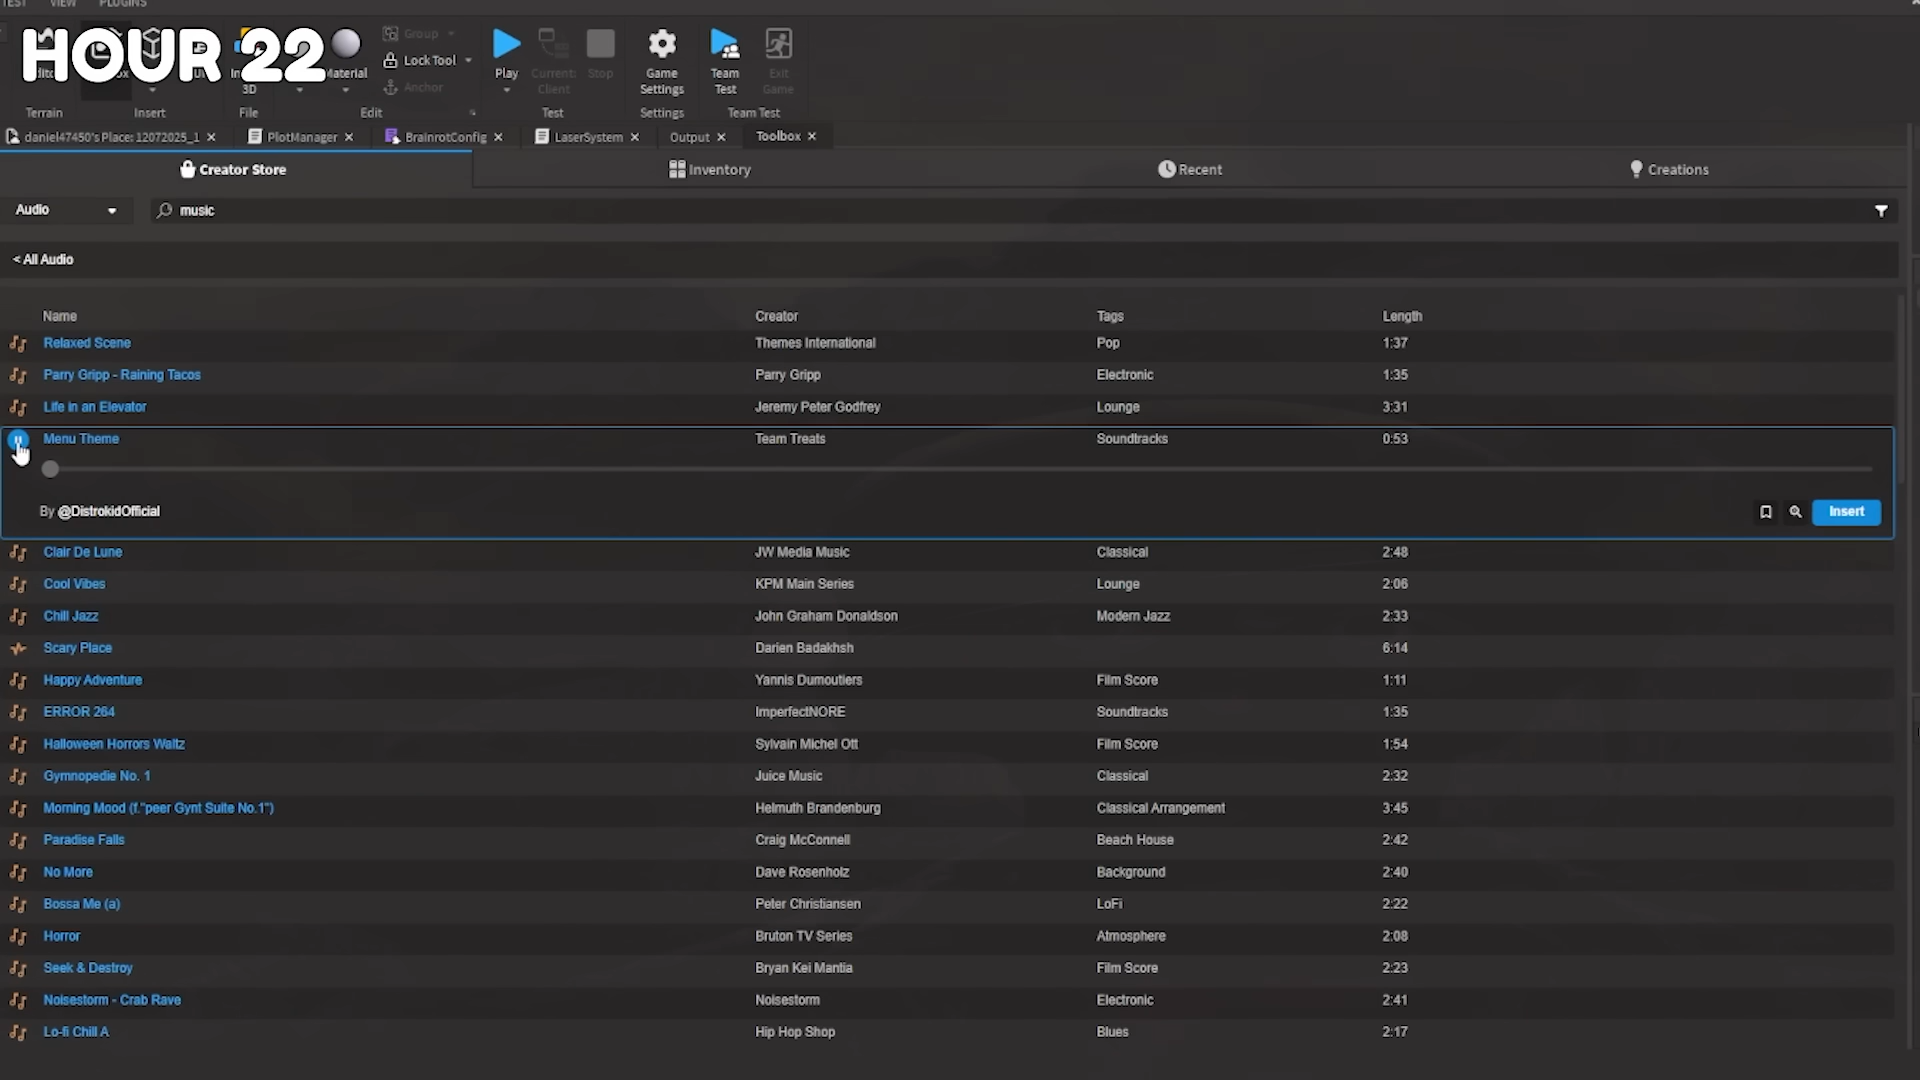 TEST VIEW PLUGINS
HOUR 22
Group
Lock Tool
Anchor
3D
Material
Play
Current:
Client
Stop
Game
Settings
Team
Test
Exit
Game
Terrain Insert File Edit Test Settings Team Test
daniel47450's Place: 12072025_1 PlotManager BrainrotConfig LaserSystem Output Toolbox
Creator Store Inventory Recent Creations
Audio music
< All Audio
Name Creator Tags Length
Relaxed Scene Themes International Pop 1:37
Parry Gripp - Raining Tacos Parry Gripp Electronic 1:35
Life in an Elevator Jeremy Peter Godfrey Lounge 3:31
Menu Theme Team Treats Soundtracks 0:53
By @DistrokidOfficial Insert
Clair De Lune JW Media Music Classical 2:48
Cool Vibes KPM Main Series Lounge 2:06
Chill Jazz John Graham Donaldson Modern Jazz 2:33
Scary Place Darien Badakhsh 6:14
Happy Adventure Yannis Dumoutiers Film Score 1:11
ERROR 264 ImperfectNORE Soundtracks 1:35
Halloween Horrors Waltz Sylvain Michel Ott Film Score 1:54
Gymnopedie No. 1 Juice Music Classical 2:32
Morning Mood (f."peer Gynt Suite No.1") Helmuth Brandenburg Classical Arrangement 3:45
Paradise Falls Craig McConnell Beach House 2:42
No More Dave Rosenholz Background 2:40
Bossa Me (a) Peter Christiansen LoFi 2:22
Horror Bruton TV Series Atmosphere 2:08
Seek & Destroy Bryan Kei Mantia Film Score 2:23
Noisestorm - Crab Rave Noisestorm Electronic 2:41
Lo-fi Chill A Hip Hop Shop Blues 2:17